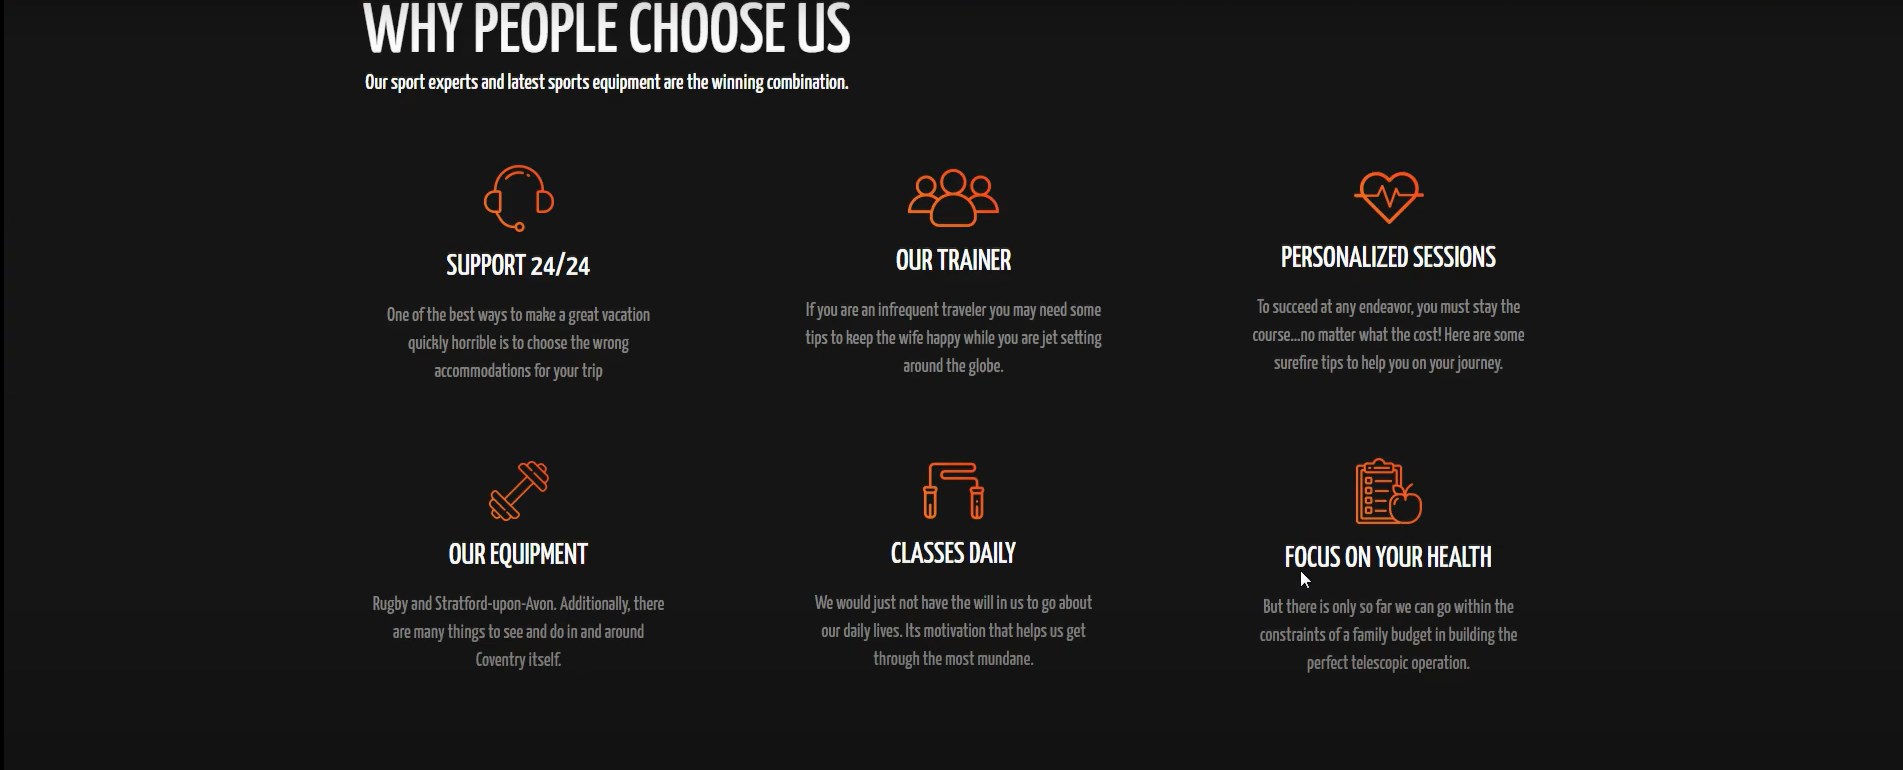 WHY PEOPLE CHOOSE US
Our sport experts and latest sports equipment are the winning combination.
SUPPORT 24/24
One of the best ways to make a great vacation
quickly horrible is to choose the wrong
accommodations for your trip
OUR TRAINER
If you are an infrequent traveler you may need some
tips to keep the wife happy while you are jet setting
around the globe.
PERSONALIZED SESSIONS
To succeed at any endeavor, you must stay the
course...no matter what the cost! Here are some
surefire tips to help you on your journey.
OUR EQUIPMENT
Rugby and Stratford-upon-Avon. Additionally, there
are many things to see and do in and around
Coventry itself.
CLASSES DAILY
We would just not have the will in us to go about
our daily lives. Its motivation that helps us get
through the most mundane.
FOCUS ON YOUR HEALTH
But there is only so far we can go within the
constraints of a family budget in building the
perfect telescopic operation.